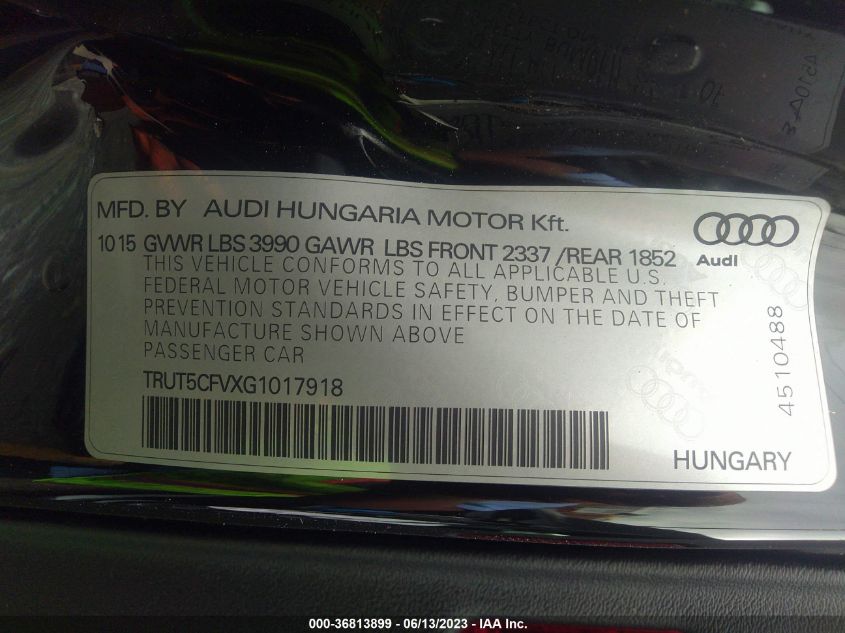 MFD. BY AUDI HUNGARIA MOTOR Kft.
1015 GVWR LBS 3990 GAWR LBS FRONT 2337 /REAR 1852
Audi
THIS VEHICLE CONFORMS TO ALL APPLICABLE U.S.
FEDERAL MOTOR VEHICLE SAFETY, BUMPER AND THEFT
PREVENTION STANDARDS IN EFFECT ON THE DATE OF
MANUFACTURE SHOWN ABOVE
PASSENGER CAR
TRUT5CFVXG1017918
4510488
HUNGARY
000-36813899 - 06/13/2023 - IAA Inc.